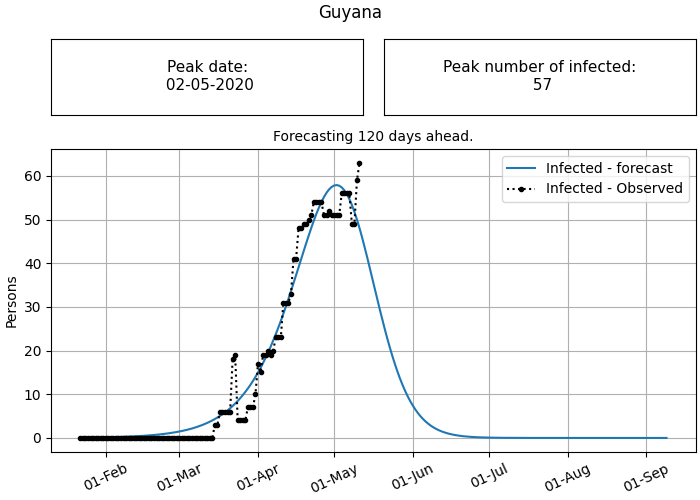 Guyana
Peak date:
02-05-2020
Peak number of infected:
57
Forecasting 120 days ahead.
Infected - forecast
Infected - Observed
Persons
60
50
40
30
20
10
0
01-Feb
01-Mar
01-Apr
01-May
01-Jun
01-Jul
01-Aug
01-Sep